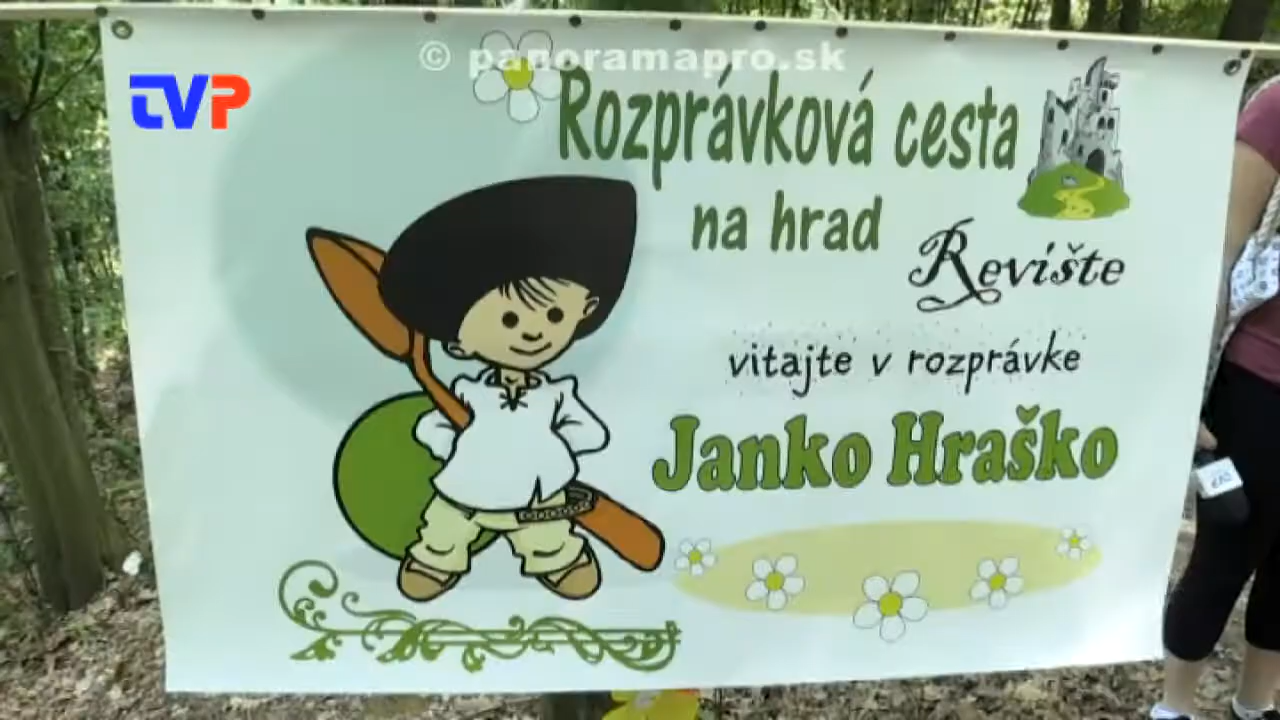 © panoramapro.sk
TVP
Rozprávková cesta
na hrad
Revište
vitajte v rozprávke
Janko Hraško